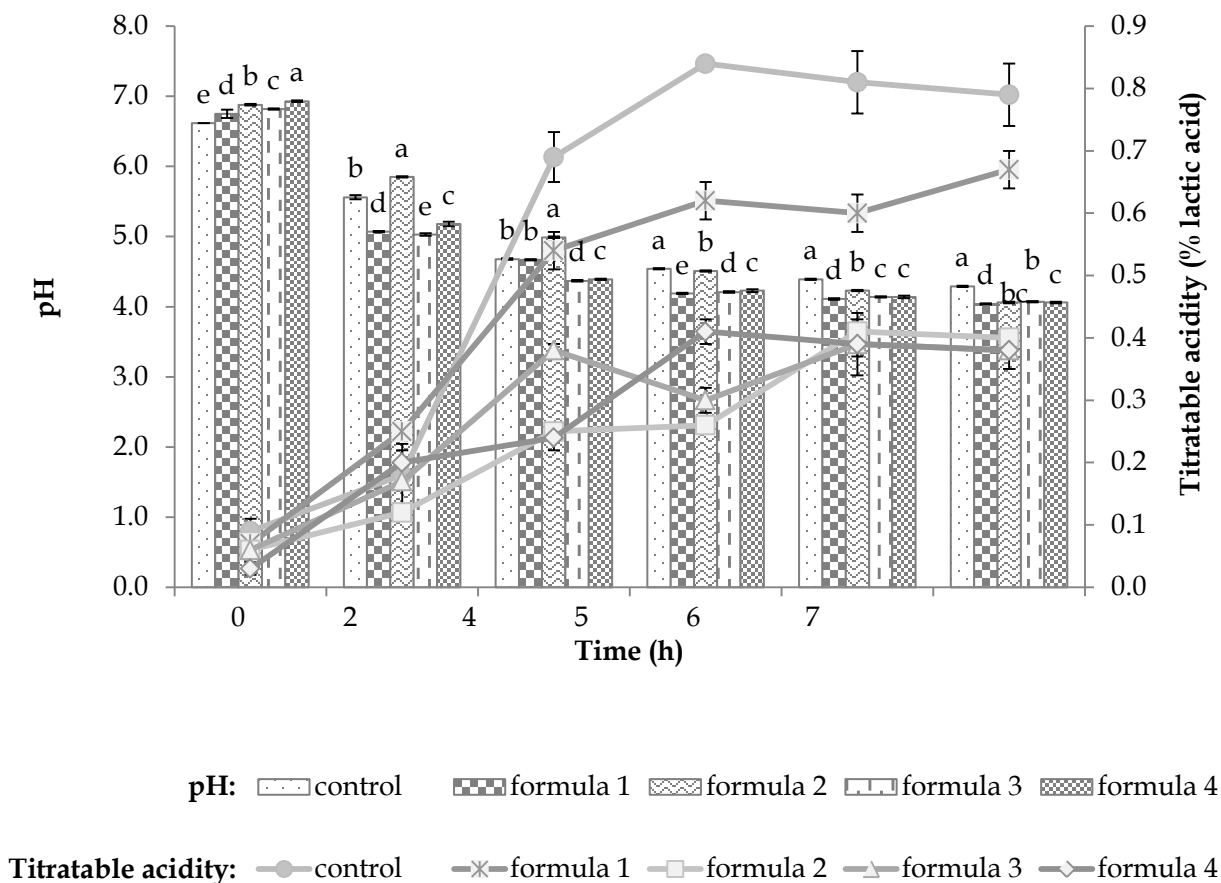 8.0
7.0
6.0
5.0
4.0
3.0
2.0
1.0
0.0
pH
0.9
0.8
0.7
0.6
0.5
0.4
0.3
0.2
0.1
0.0
Titratable acidity (% lactic acid)
e d b c a
b d a e c
b b a d c
a e b d c
a d b c c
a d bc b c
0 2 4 5 6 7
Time (h)
pH: control formula 1 formula 2 formula 3 formula 4
Titratable acidity: control formula 1 formula 2 formula 3 formula 4